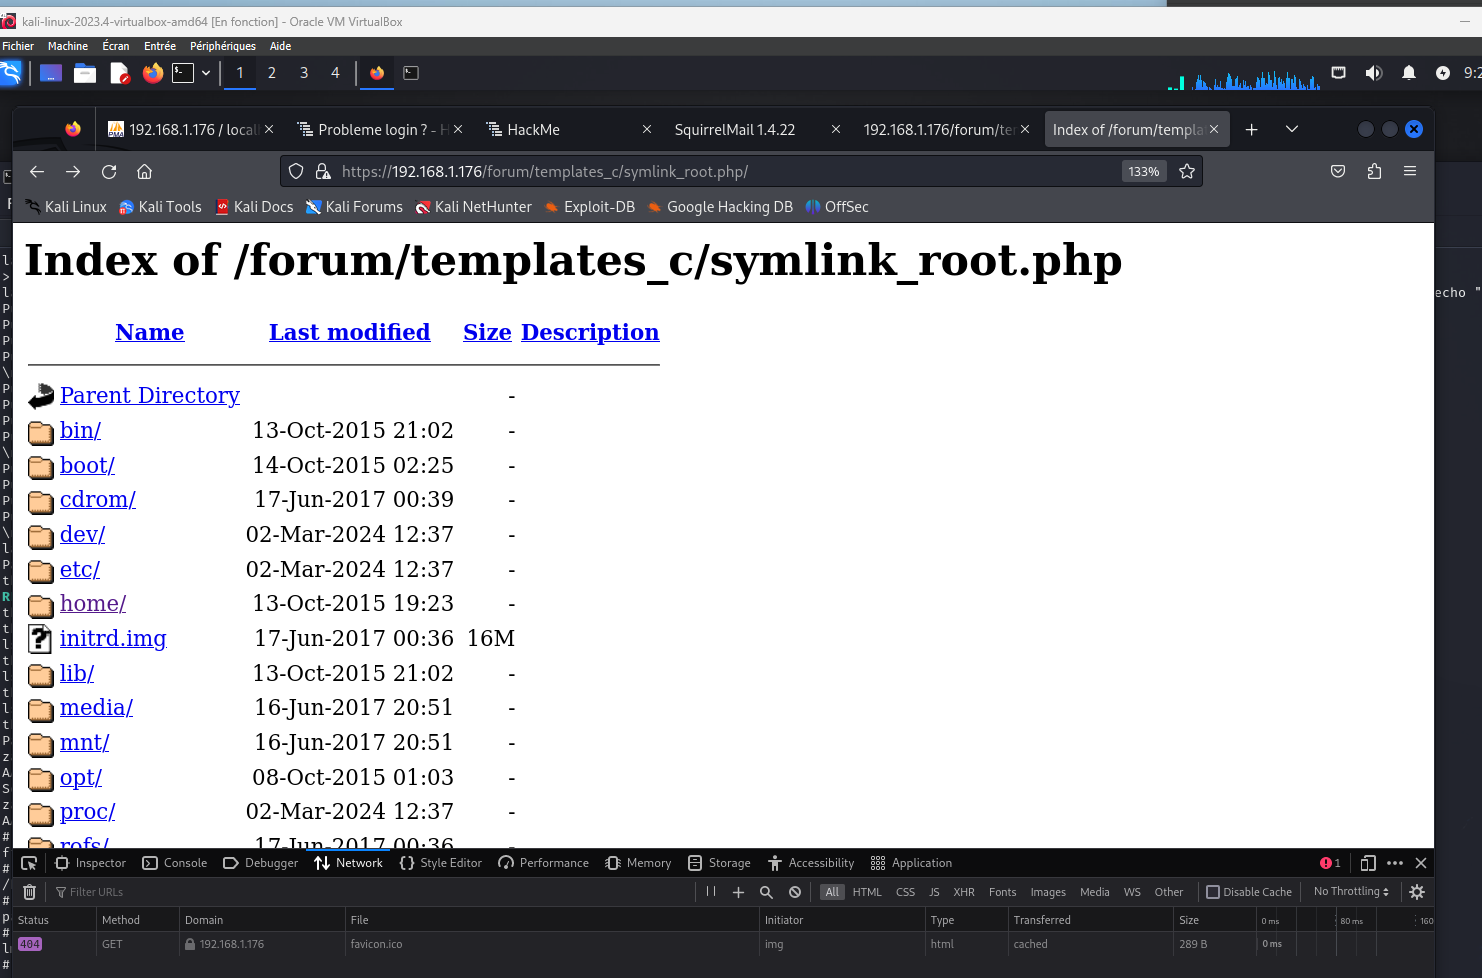 kali-linux-2023.4-virtualbox-amd64 [En fonction] - Oracle VM VirtualBox
Fichier Machine Écran Entrée Périphériques Aide
1 2 3 4 9:2
192.168.1.176 / local Probleme login ? - H HackMe SquirrelMail 1.4.22 192.168.1.176/forum/te Index of /forum/templa
https://192.168.1.176/forum/templates_c/symlink_root.php/ 133%
Kali Linux Kali Tools Kali Docs Kali Forums Kali NetHunter Exploit-DB Google Hacking DB OffSec
echo "
Index of /forum/templates_c/symlink_root.php
Name Last modified Size Description
Parent Directory -
bin/ 13-Oct-2015 21:02 -
boot/ 14-Oct-2015 02:25 -
cdrom/ 17-Jun-2017 00:39 -
dev/ 02-Mar-2024 12:37 -
etc/ 02-Mar-2024 12:37 -
home/ 13-Oct-2015 19:23 -
initrd.img 17-Jun-2017 00:36 16M
lib/ 13-Oct-2015 21:02 -
media/ 16-Jun-2017 20:51 -
mnt/ 16-Jun-2017 20:51 -
opt/ 08-Oct-2015 01:03 -
proc/ 02-Mar-2024 12:37 -
rofs/ 17-Jun-2017 00:36
Inspector Console Debugger Network Style Editor Performance Memory Storage Accessibility Application 1
Filter URLs All HTML CSS JS XHR Fonts Images Media WS Other Disable Cache No Throttling
Status Method Domain File Initiator Type Transferred Size 0 ms 80 ms 160
404 GET 192.168.1.176 favicon.ico img html cached 289 B 0 ms